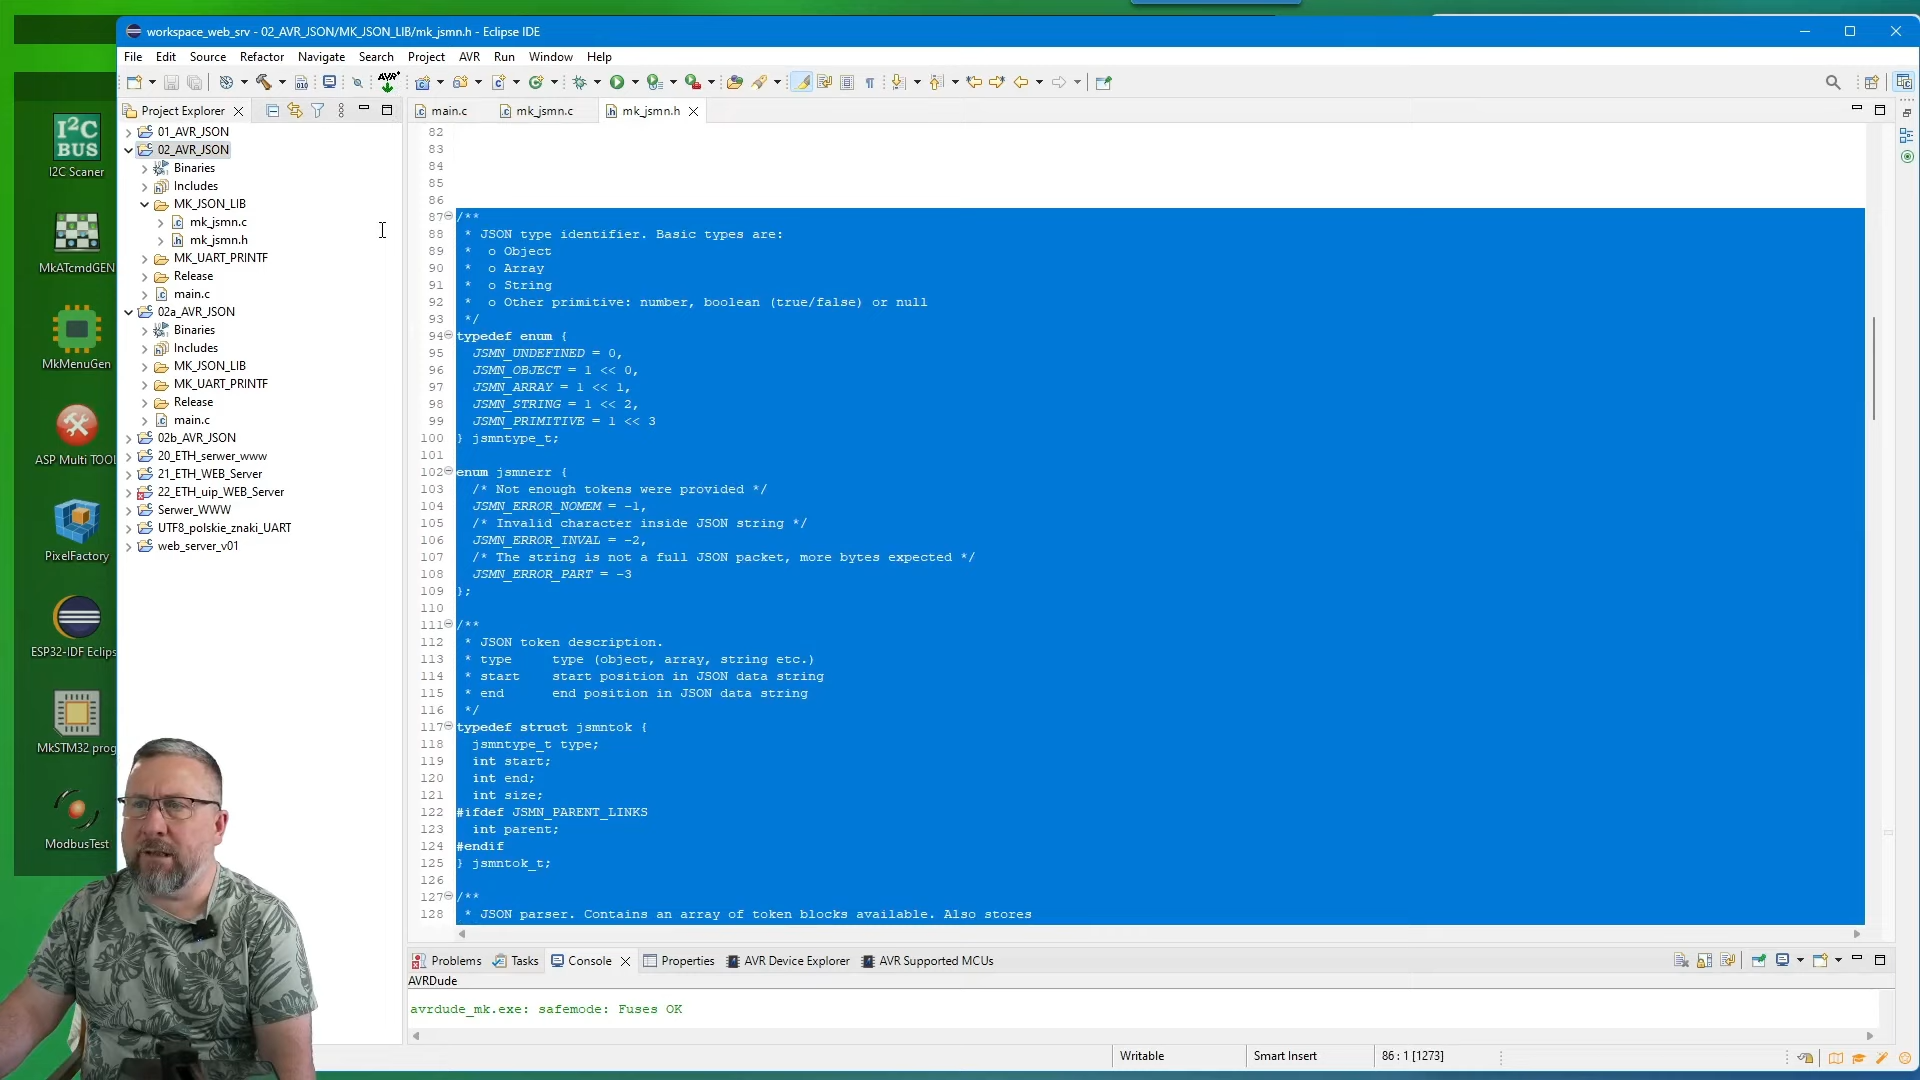 workspace_web_srv - 02_AVR_JSON/MK_JSON_LIB/mk_jsmn.h - Eclipse IDE
File Edit Source Refactor Navigate Search Project AVR Run Window Help
Project Explorer
main.c
mk_jsmn.c
mk_jsmn.h
I²C
BUS
I2C Scaner
MkATcmdGEN
MkMenuGen
ASP Multi TOOL
PixelFactory
ESP32-IDF Eclips
MkSTM32 prog
ModbusTest
01_AVR_JSON
02_AVR_JSON
Binaries
Includes
MK_JSON_LIB
mk_jsmn.c
mk_jsmn.h
MK_UART_PRINTF
Release
main.c
02a_AVR_JSON
Binaries
Includes
MK_JSON_LIB
MK_UART_PRINTF
Release
main.c
02b_AVR_JSON
20_ETH_serwer_www
21_ETH_WEB_Server
22_ETH_uip_WEB_Server
Serwer_WWW
UTF8_polskie_znaki_UART
web_server_v01
82
83
84
85
86
87 /**
88 * JSON type identifier. Basic types are:
89 * o Object
90 * o Array
91 * o String
92 * o Other primitive: number, boolean (true/false) or null
93 */
94 typedef enum {
95 JSMN_UNDEFINED = 0,
96 JSMN_OBJECT = 1 << 0,
97 JSMN_ARRAY = 1 << 1,
98 JSMN_STRING = 1 << 2,
99 JSMN_PRIMITIVE = 1 << 3
100 } jsmntype_t;
101
102 enum jsmnerr {
103 /* Not enough tokens were provided */
104 JSMN_ERROR_NOMEM = -1,
105 /* Invalid character inside JSON string */
106 JSMN_ERROR_INVAL = -2,
107 /* The string is not a full JSON packet, more bytes expected */
108 JSMN_ERROR_PART = -3
109 };
110
111 /**
112 * JSON token description.
113 * type type (object, array, string etc.)
114 * start start position in JSON data string
115 * end end position in JSON data string
116 */
117 typedef struct jsmntok {
118 jsmntype_t type;
119 int start;
120 int end;
121 int size;
122 #ifdef JSMN_PARENT_LINKS
123 int parent;
124 #endif
125 } jsmntok_t;
126
127 /**
128 * JSON parser. Contains an array of token blocks available. Also stores
Problems Tasks Console Properties AVR Device Explorer AVR Supported MCUs
AVRDude
avrdude_mk.exe: safemode: Fuses OK
Writable Smart Insert 86 : 1 [1273]